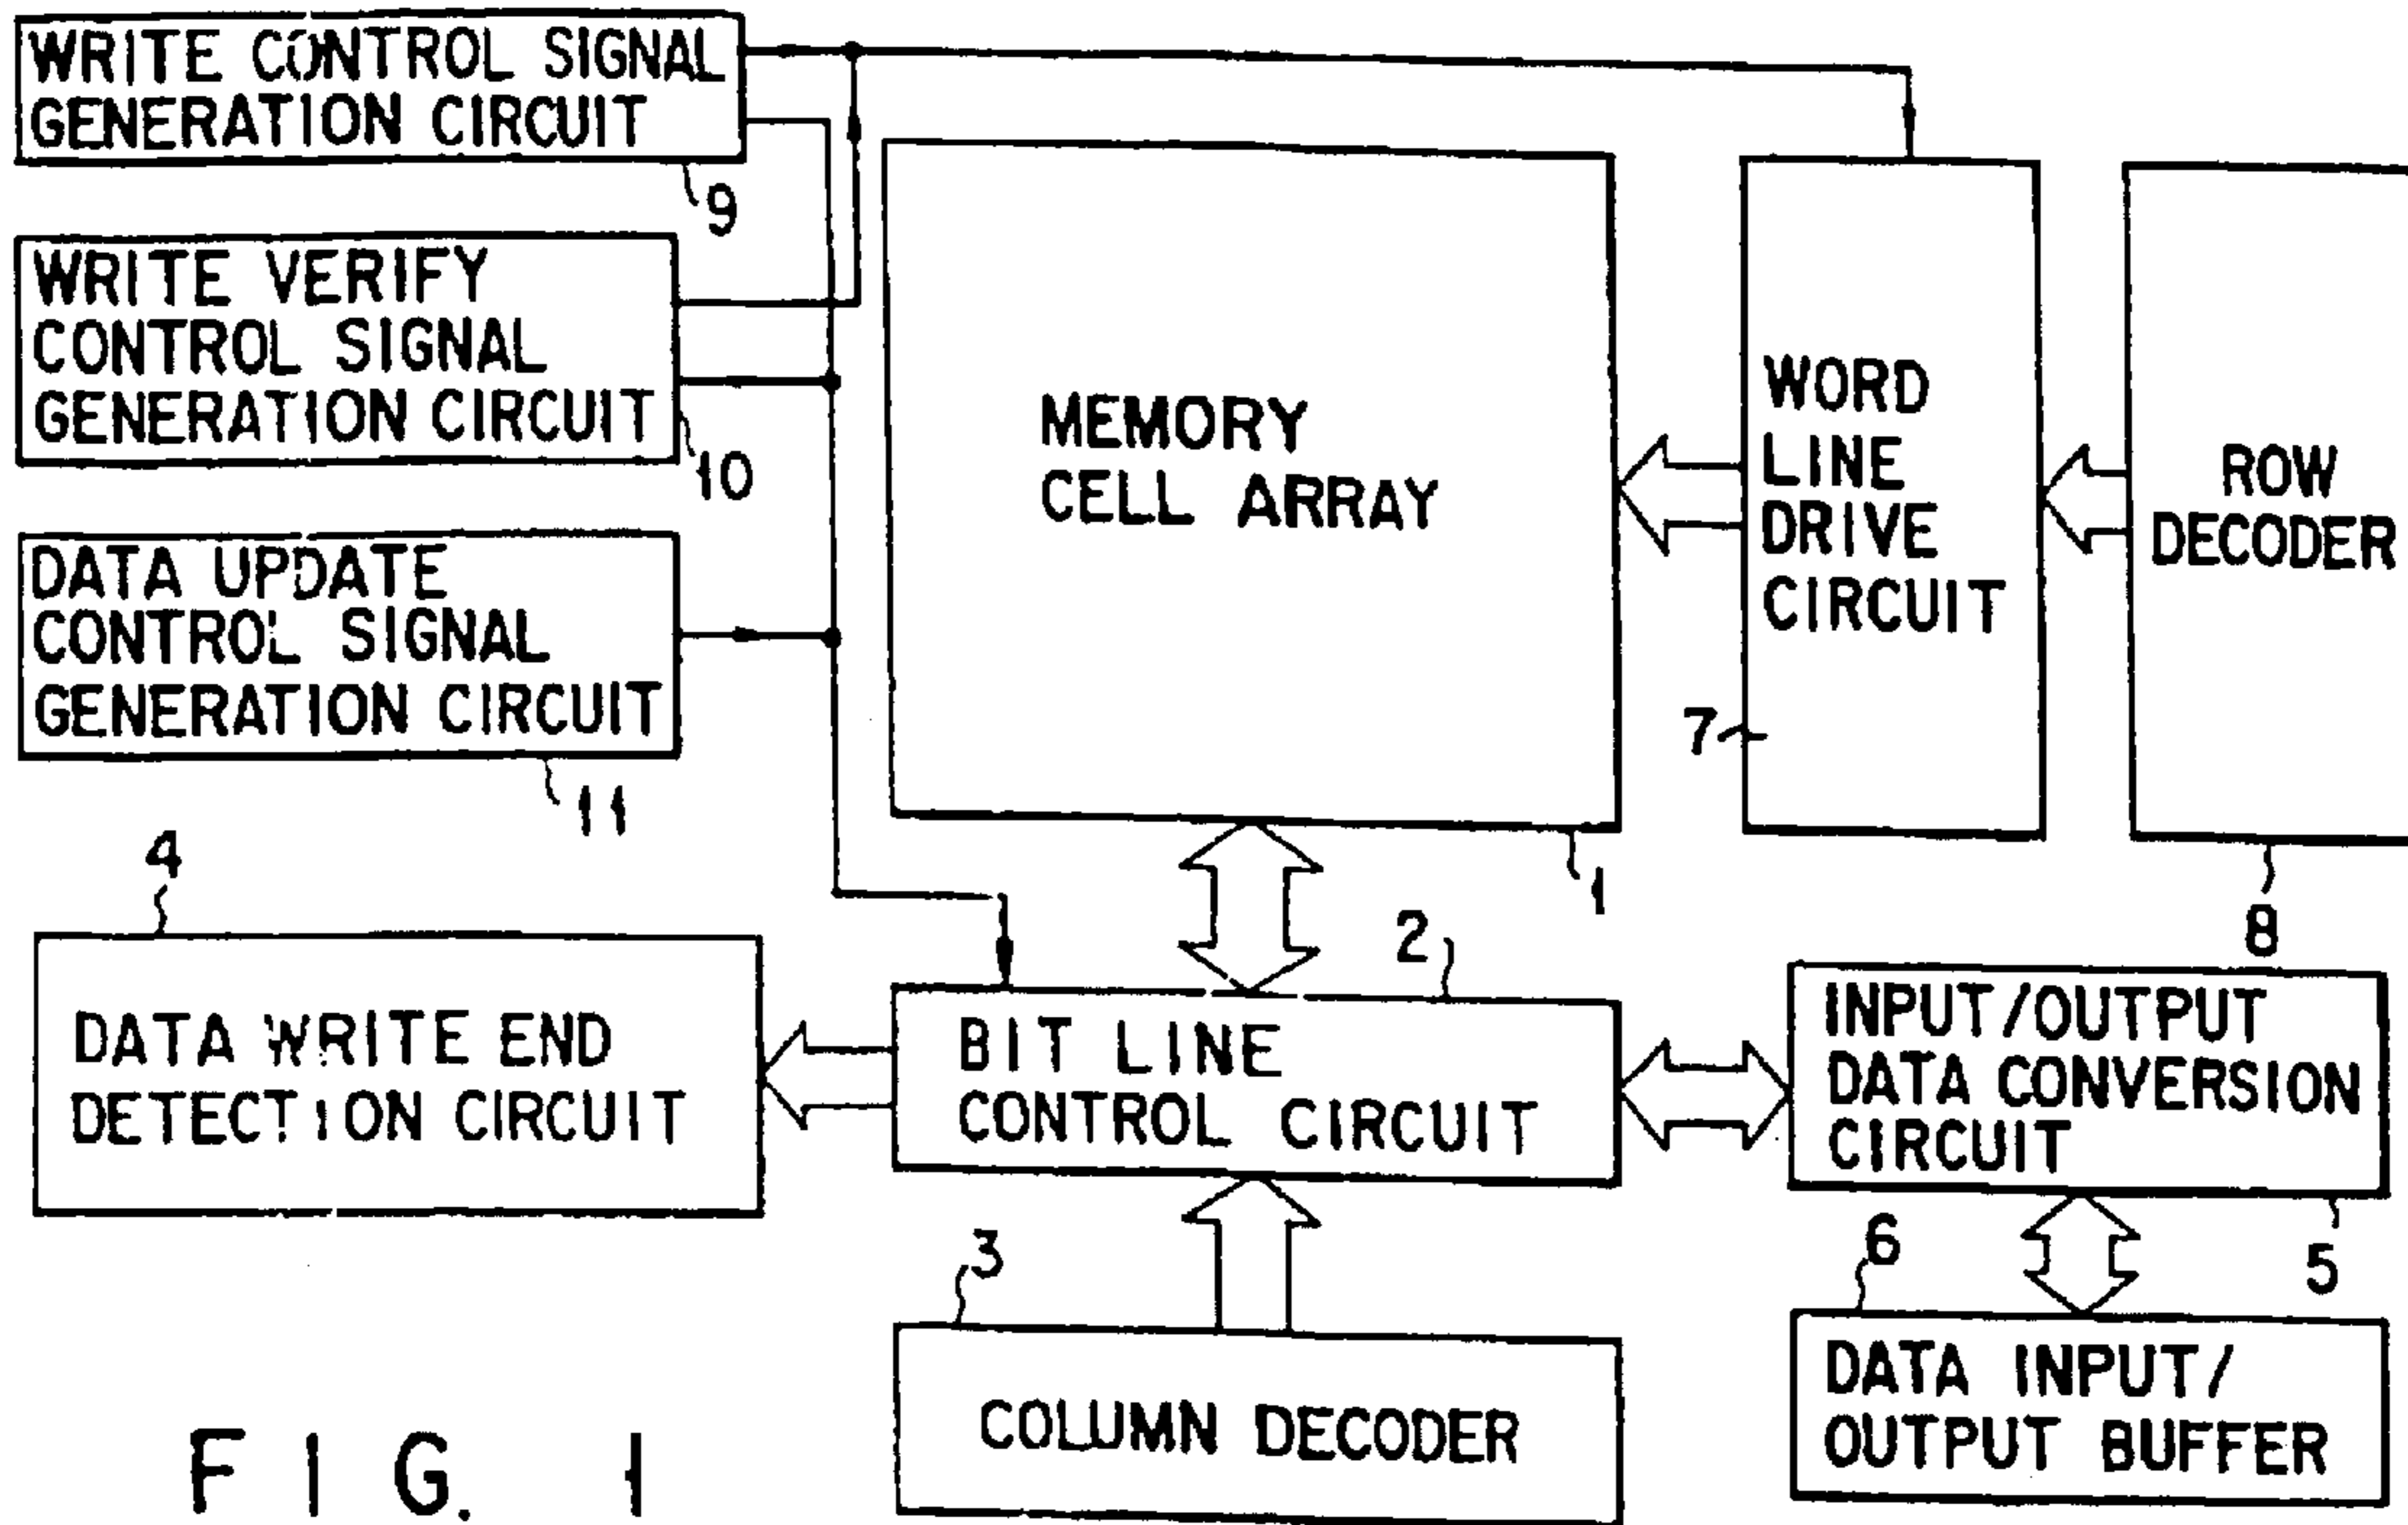 WRITE CONTROL SIGNAL
GENERATION CIRCUIT
9
WRITE VERIFY
CONTROL SIGNAL
GENERATION CIRCUIT
10
DATA UPDATE
CONTROL SIGNAL
GENERATION CIRCUIT
11
MEMORY
CELL ARRAY
1
WORD
LINE
DRIVE
CIRCUIT
7
ROW
DECODER
8
4
DATA WRITE END
DETECTION CIRCUIT
2
BIT LINE
CONTROL CIRCUIT
INPUT/OUTPUT
DATA CONVERSION
CIRCUIT
5
3
COLUMN DECODER
6
DATA INPUT/
OUTPUT BUFFER
FIG. 1